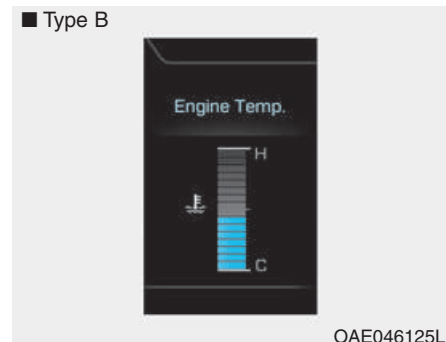 ■ Type B
Engine Temp.
H
C
OAE046125L